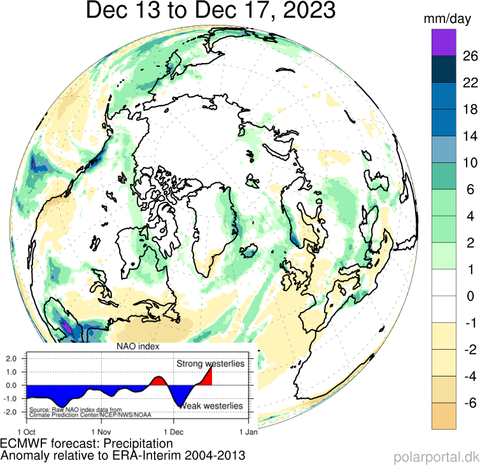 Dec 13 to Dec 17, 2023
mm/day
26
22
18
14
10
6
4
2
1
0
-1
-2
-4
-6
NAO index
Strong westerlies
2.0
1.0
0.0
-1.0
-2.0
Weak westerlies
Source: Raw NAO index data from
Climate Prediction Center/NCEP/NWS/NOAA
1 Oct 1 Nov 1 Dec 1 Jan
ECMWF forecast: Precipitation
Anomaly relative to ERA-Interim 2004-2013
polarportal.dk